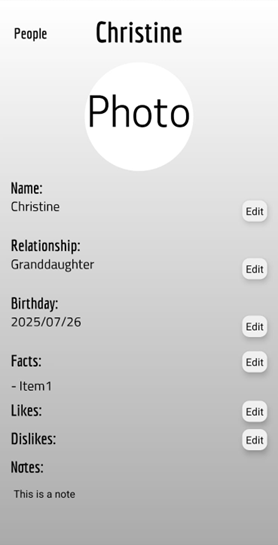 People
Christine
Photo
Name:
Christine
Edit
Relationship:
Granddaughter
Edit
Birthday:
2025/07/26
Edit
Facts:
Edit
- Item1
Likes:
Edit
Dislikes:
Edit
Notes:
This is a note